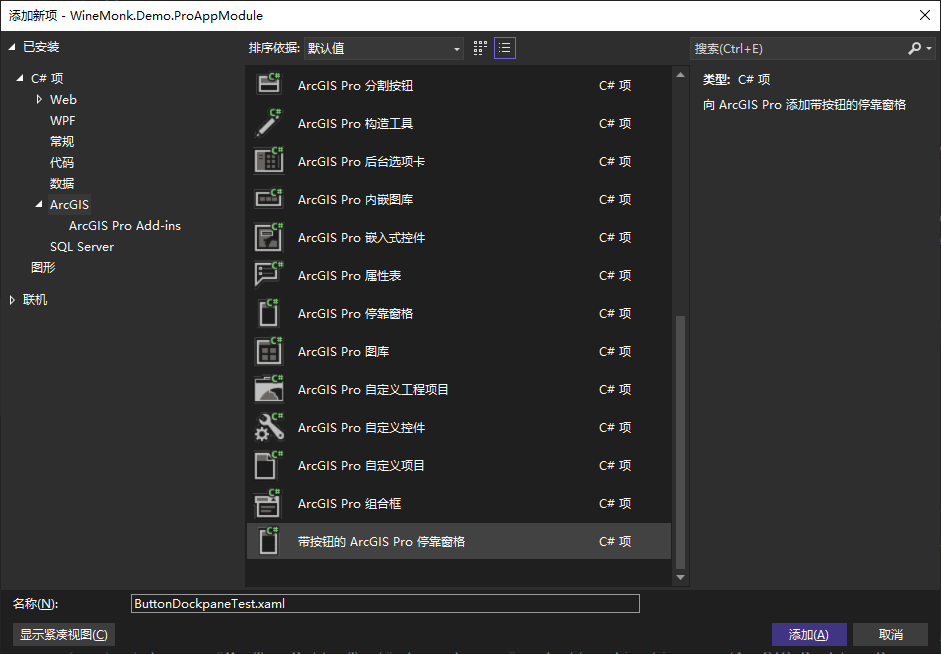 添加新项 - WineMonk.Demo.ProAppModule
已安装
排序依据: 默认值
搜索(Ctrl+E)
C# 项
Web
WPF
常规
代码
数据
ArcGIS
ArcGIS Pro Add-ins
SQL Server
图形
联机
ArcGIS Pro 分割按钮 C# 项
ArcGIS Pro 构造工具 C# 项
ArcGIS Pro 后台选项卡 C# 项
ArcGIS Pro 内嵌图库 C# 项
ArcGIS Pro 嵌入式控件 C# 项
ArcGIS Pro 属性表 C# 项
ArcGIS Pro 停靠窗格 C# 项
ArcGIS Pro 图库 C# 项
ArcGIS Pro 自定义工程项目 C# 项
ArcGIS Pro 自定义控件 C# 项
ArcGIS Pro 自定义项目 C# 项
ArcGIS Pro 组合框 C# 项
带按钮的 ArcGIS Pro 停靠窗格 C# 项
类型: C# 项
向 ArcGIS Pro 添加带按钮的停靠窗格
名称(N): ButtonDockpaneTest.xaml
显示紧凑视图(C)
添加(A) 取消